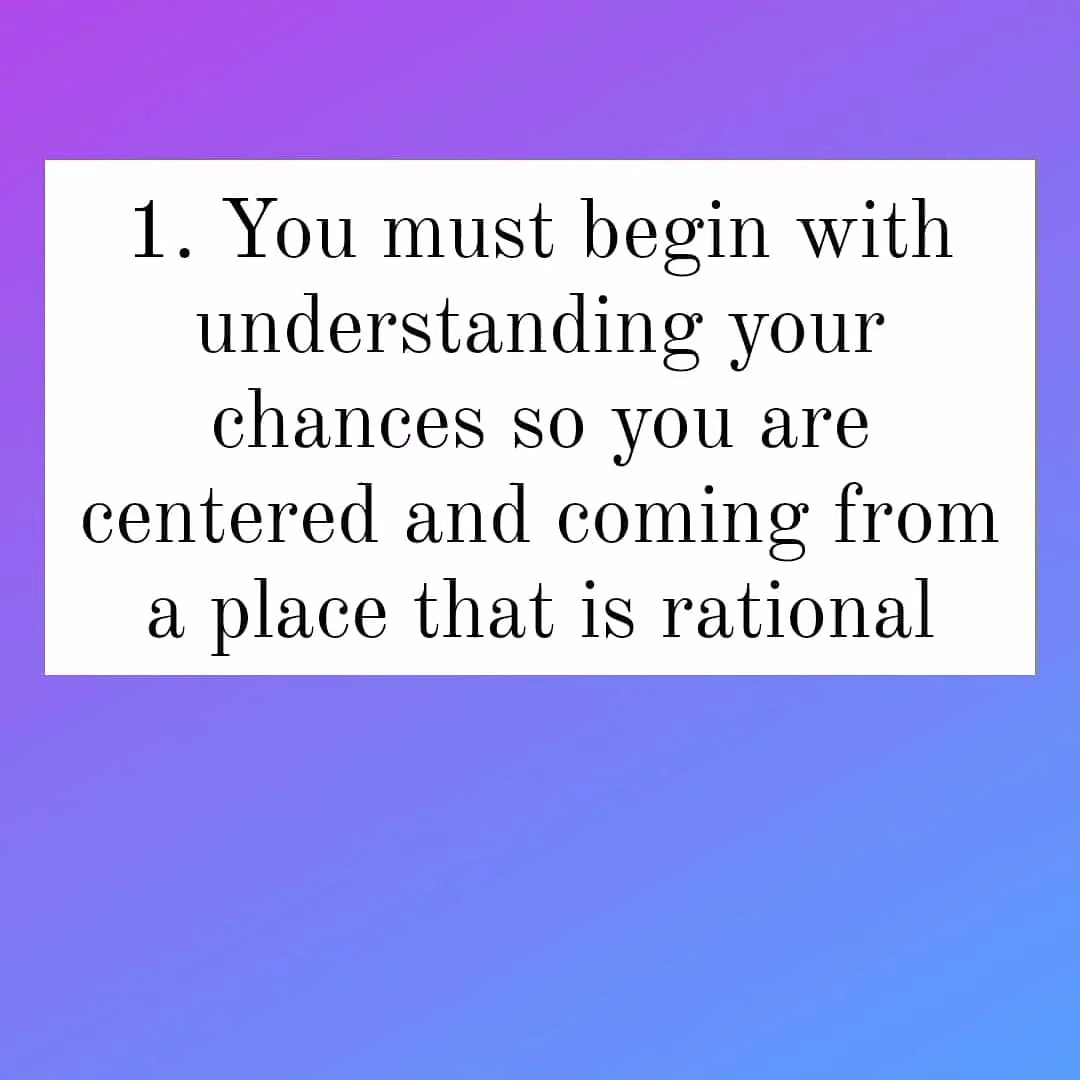 1. You must begin with
understanding your
chances so you are
centered and coming from
a place that is rational